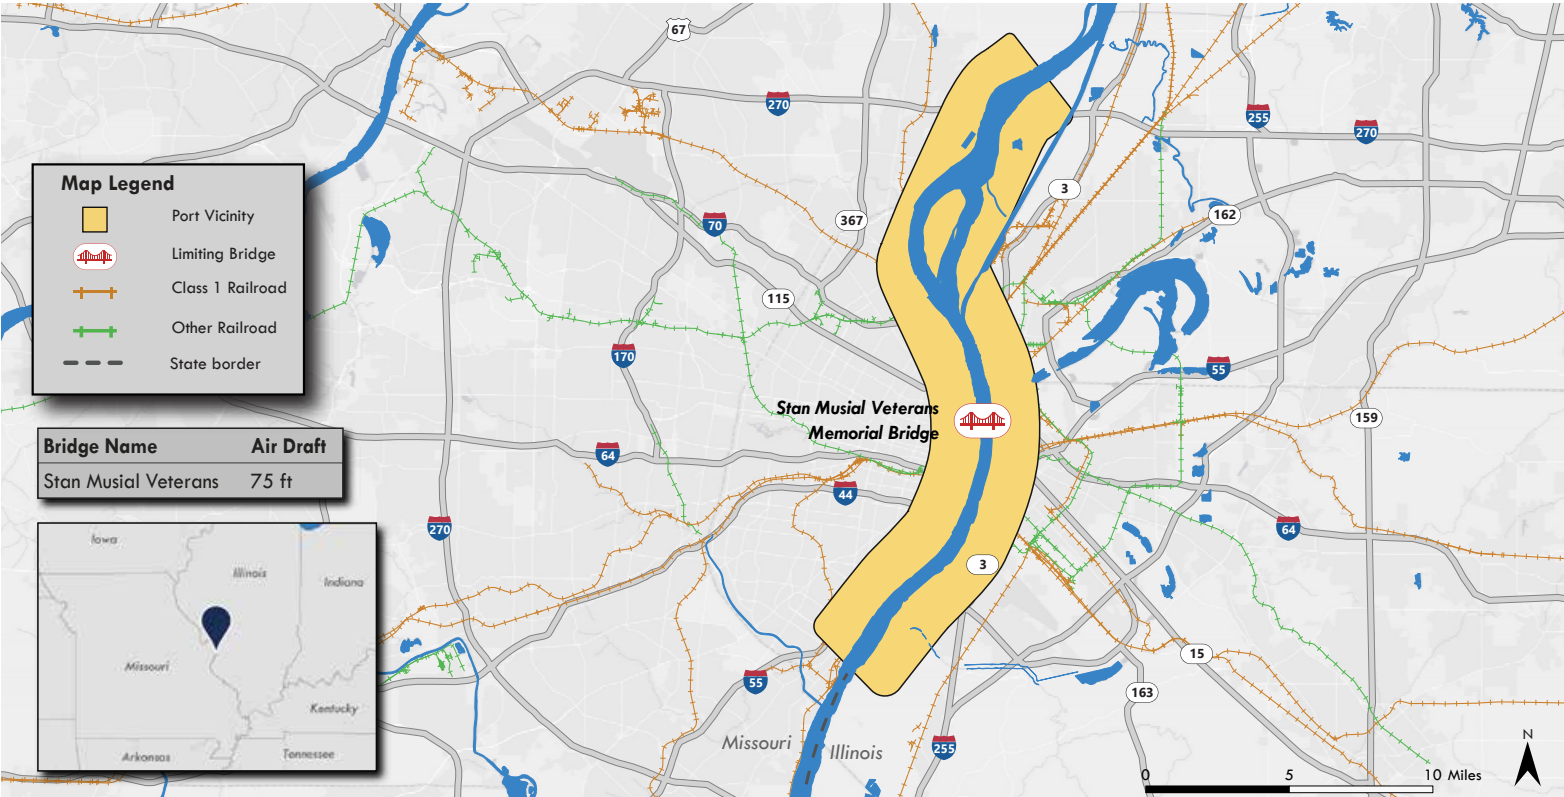 67
270
255
270
Map Legend
Port Vicinity
Limiting Bridge
Class 1 Railroad
Other Railroad
State border
3
162
367
70
115
170
55
Stan Musial Veterans
Memorial Bridge
159
Bridge Name Air Draft
Stan Musial Veterans 75 ft
64
44
270
64
3
Iowa
Illinois
Indiana
Missouri
Kentucky
Arkansas
Tennessee
15
55
163
Missouri
Illinois
255
N
0 5 10 Miles